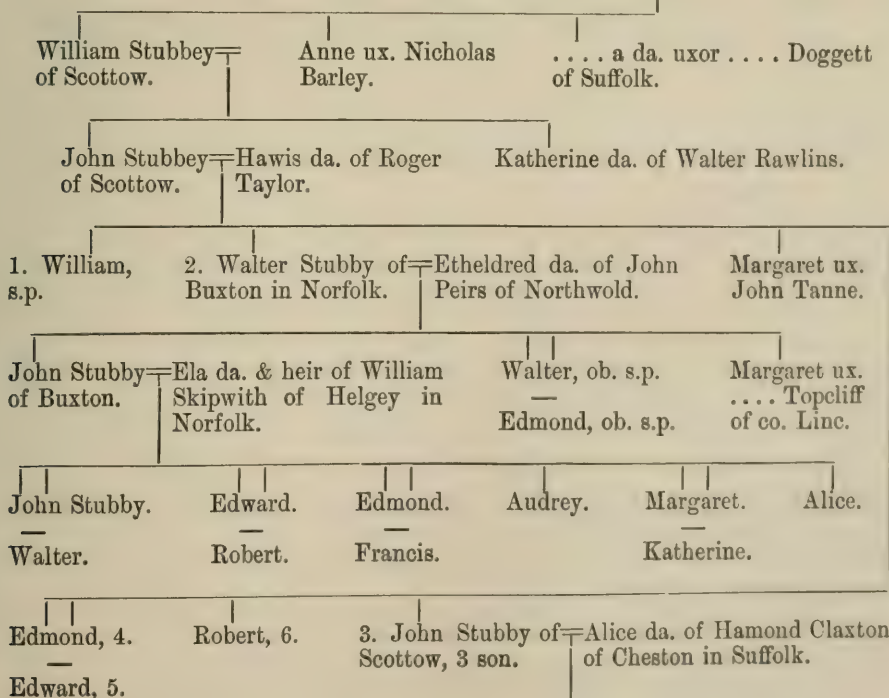 William Stubbey
of Scottow.
Anne ux. Nicholas
Barley.
.... a da. uxor .... Doggett
of Suffolk.
John Stubbey
of Scottow.
Hawis da. of Roger
Taylor.
Katherine da. of Walter Rawlins.
1. William,
s.p.
2. Walter Stubby of
Buxton in Norfolk.
Etheldred da. of John
Peirs of Northwold.
Margaret ux.
John Tanne.
John Stubby
of Buxton.
Ela da. & heir of William
Skipwith of Helgey in
Norfolk.
Walter, ob. s.p.
—
Edmond, ob. s.p.
Margaret ux.
.... Topcliff
of co. Linc.
John Stubby.
—
Walter.
Edward.
—
Robert.
Edmond.
—
Francis.
Audrey.
Margaret.
—
Katherine.
Alice.
Edmond, 4.
—
Edward, 5.
Robert, 6.
3. John Stubby of
Scottow, 3 son.
Alice da. of Hamond Claxton
of Cheston in Suffolk.